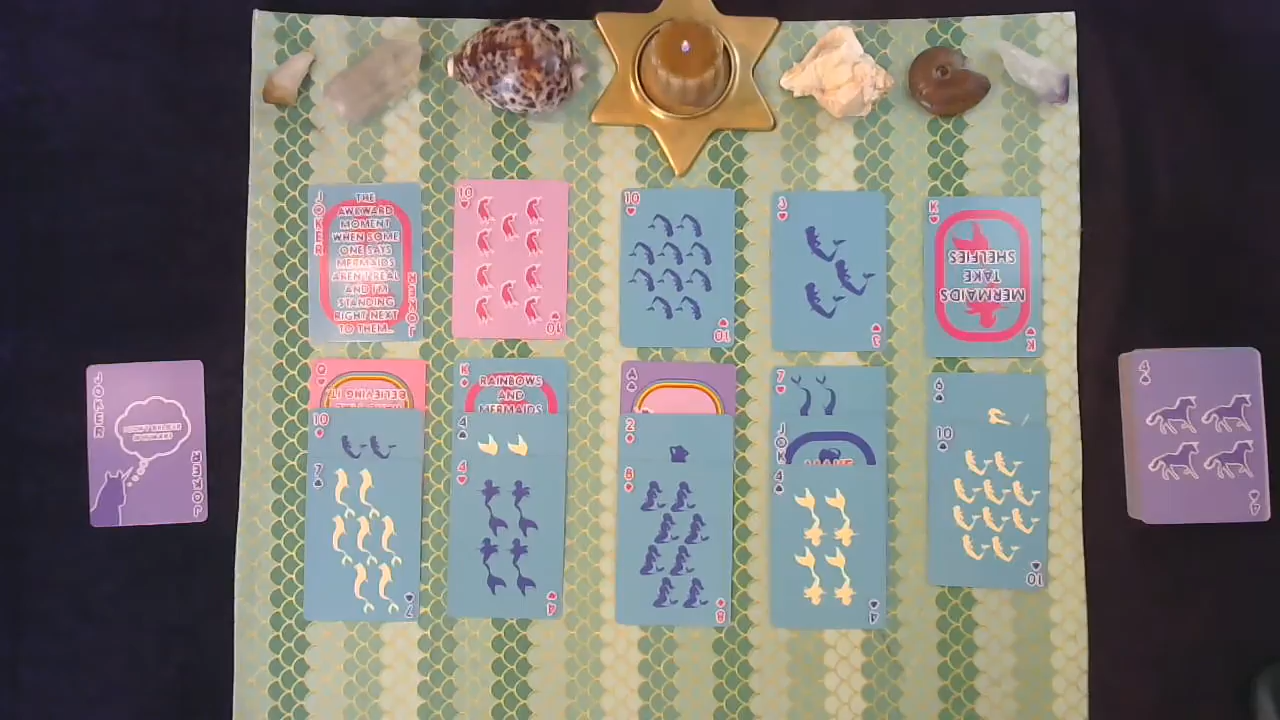 JOKER
THE
AWKWARD
MOMENT
WHEN SOME
ONE SAYS
MERMAIDS
AREN'T REAL
AND I'M
STANDING
RIGHT NEXT
TO THEM...
JOKER
10
10
10
10
3
3
K
MERMAIDS
TAKE
SHELFIES
K
Q
BELIEVING IT
K
RAINBOWS
AND
MERMAIDS
A
7
6
10
4
2
J
10
10
7
7
4
4
8
8
4
4
JOKER
JOKER
4
4